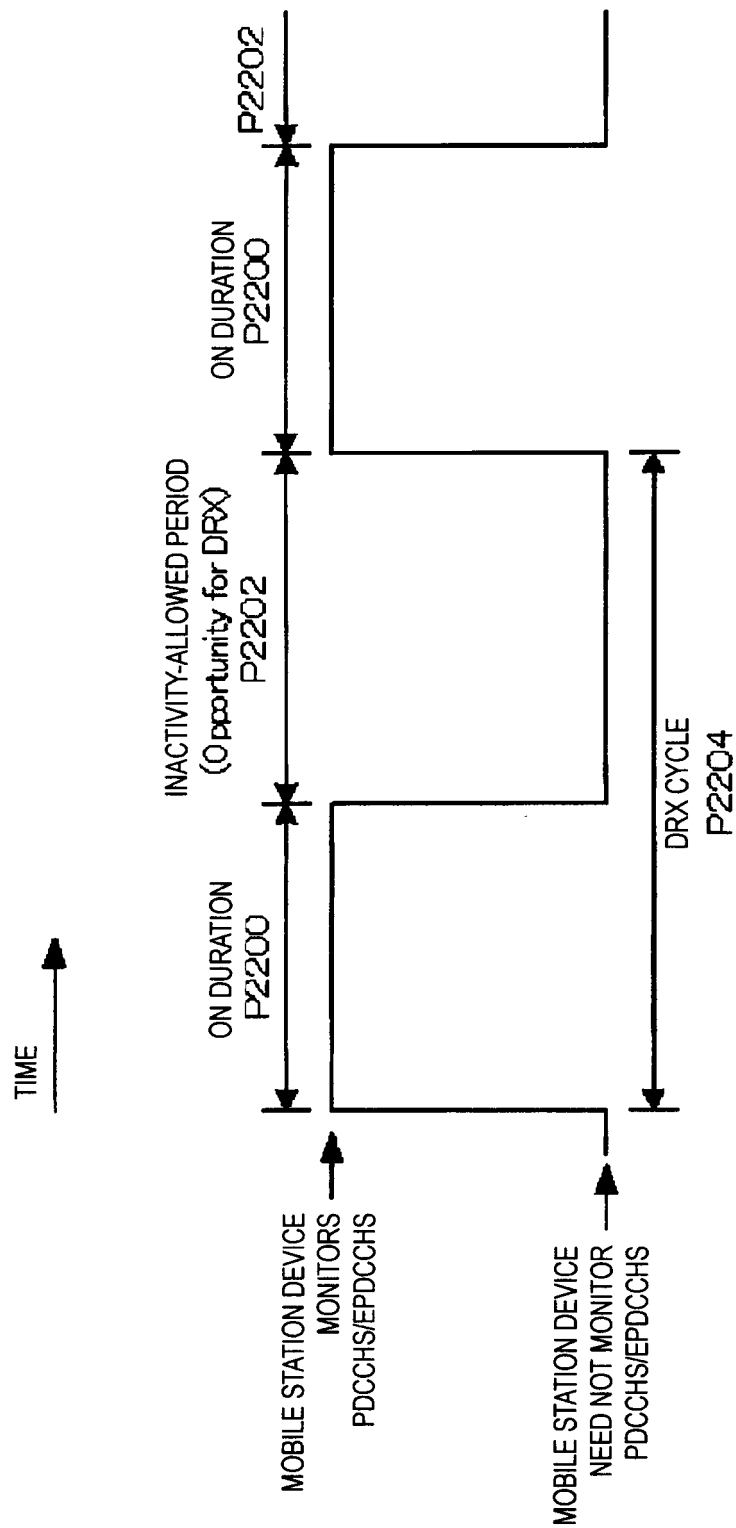 TIME
ON DURATION
P2200
INACTIVITY-ALLOWED PERIOD
(Opportunity for DRX)
P2202
ON DURATION
P2200
P2202
MOBILE STATION DEVICE
MONITORS
PDCCHS/EPDCCHS
MOBILE STATION DEVICE
NEED NOT MONITOR
PDCCHS/EPDCCHS
DRX CYCLE
P2204